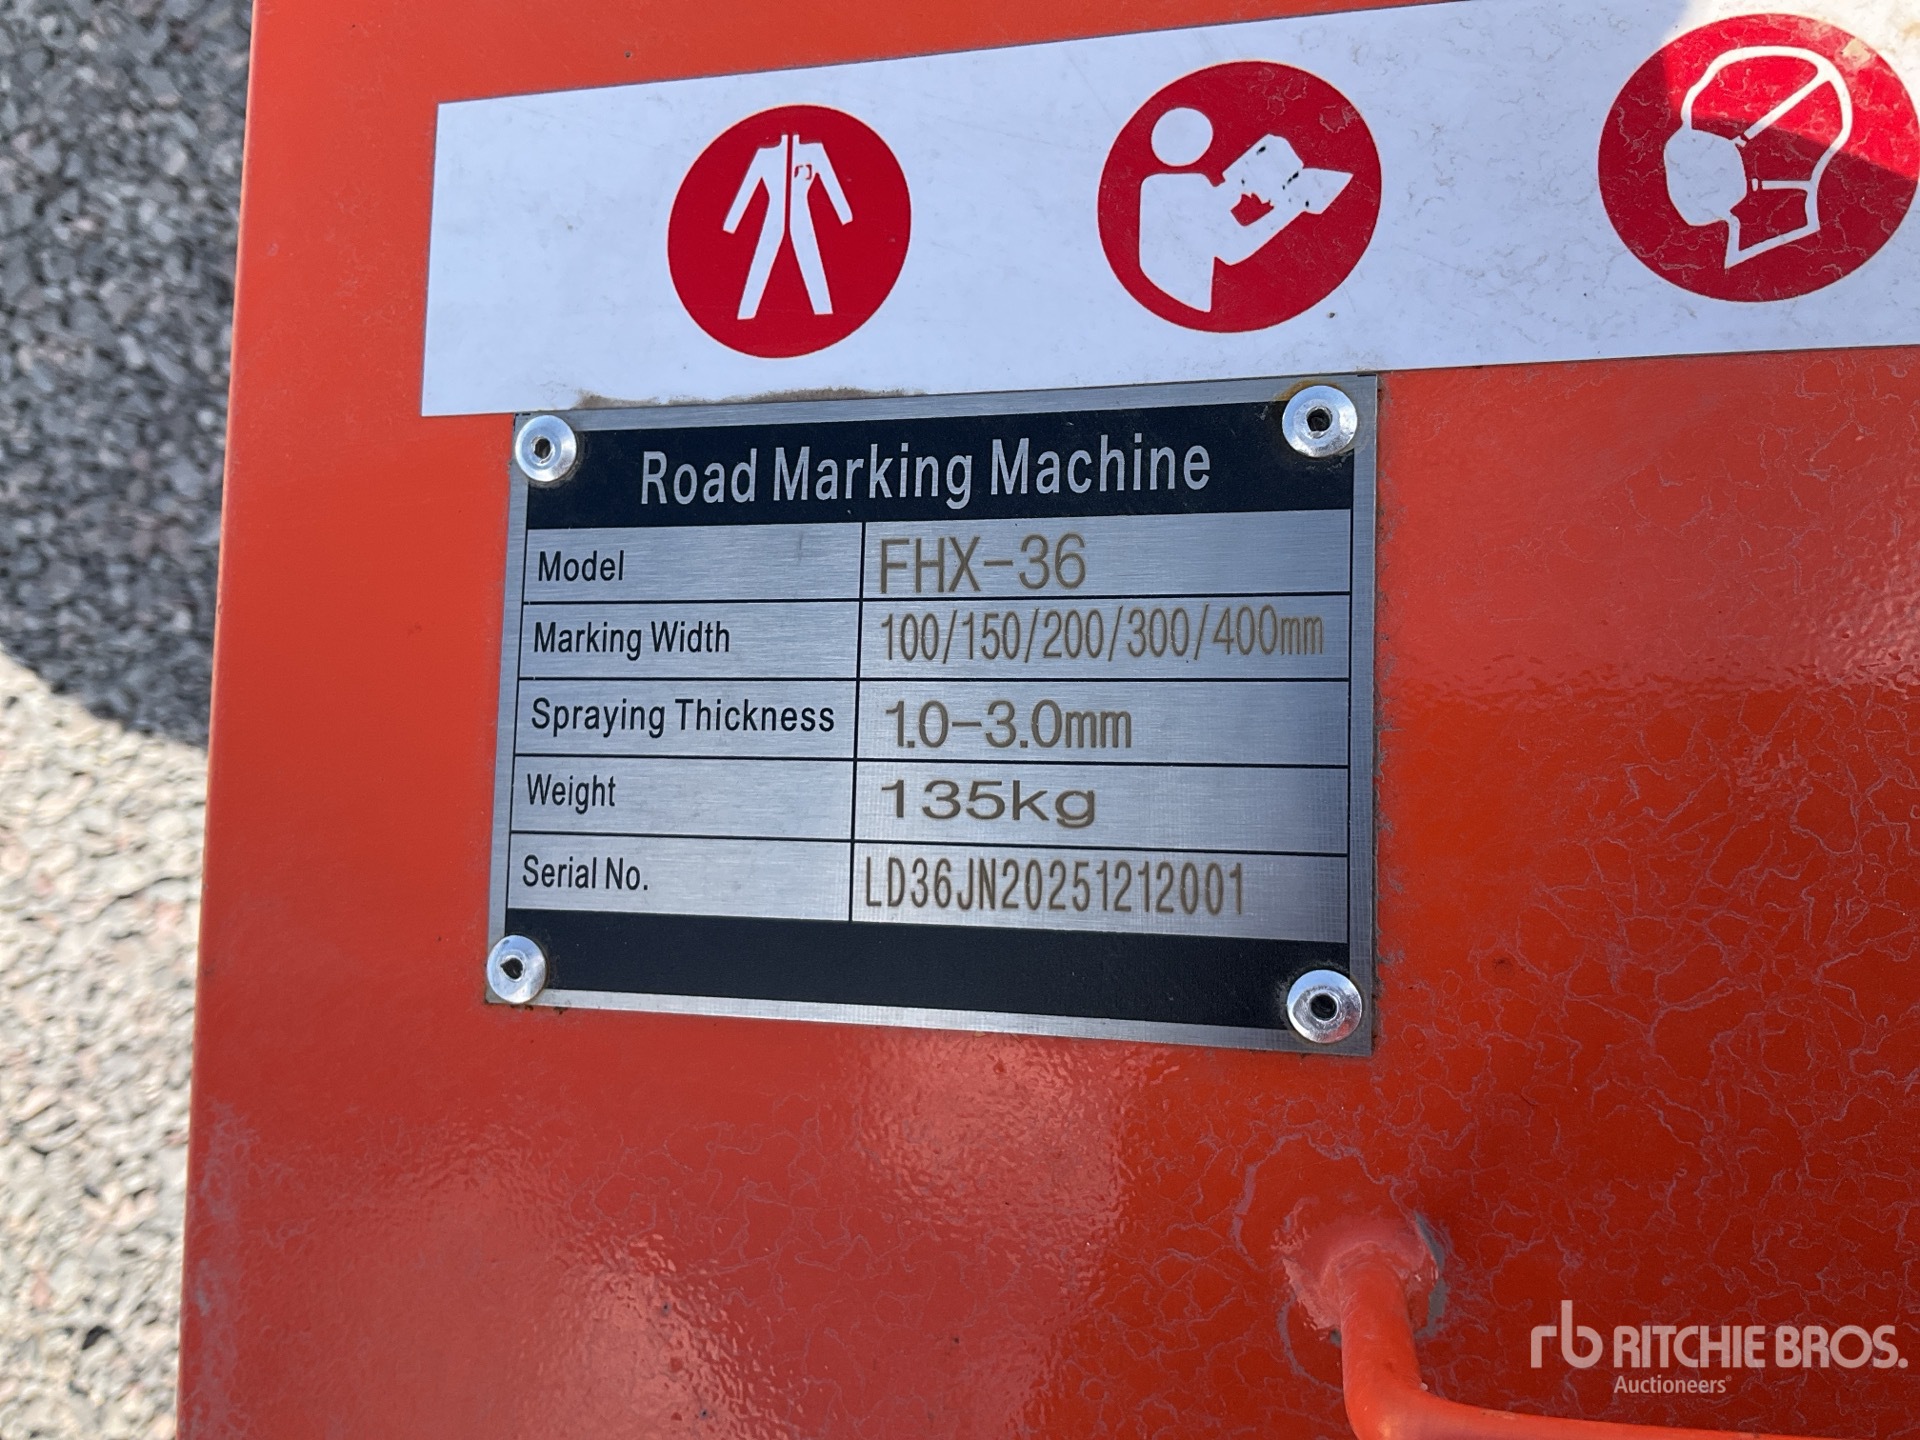 Road Marking Machine
Model FHX-36
Marking Width 100/150/200/300/400mm
Spraying Thickness 1.0-3.0mm
Weight 135kg
Serial No. LD36JN20251212001
rb RITCHIE BROS.
Auctioneers